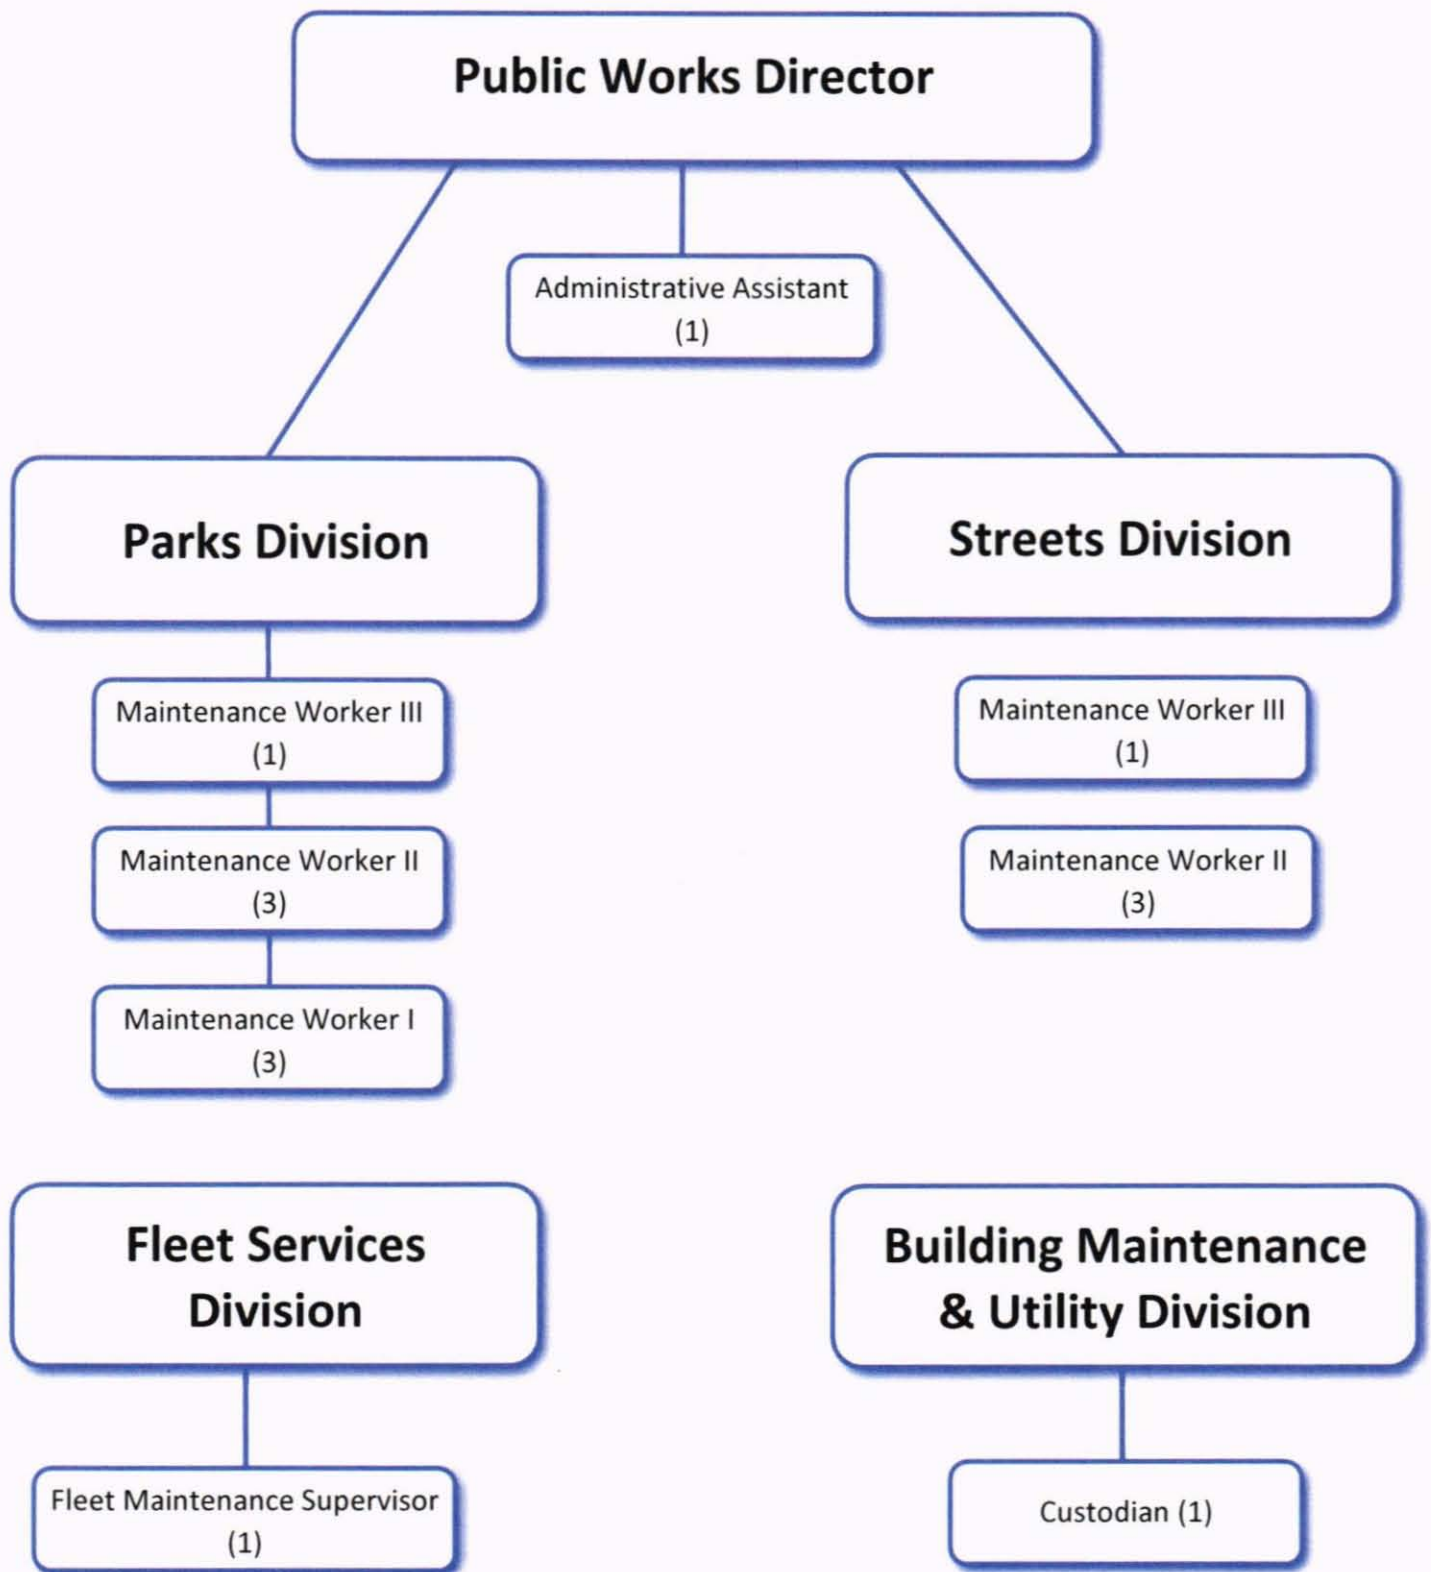 Public Works Director
Administrative Assistant
(1)
Parks Division
Streets Division
Maintenance Worker III
(1)
Maintenance Worker III
(1)
Maintenance Worker II
(3)
Maintenance Worker II
(3)
Maintenance Worker I
(3)
Fleet Services
Division
Building Maintenance
& Utility Division
Fleet Maintenance Supervisor
(1)
Custodian (1)